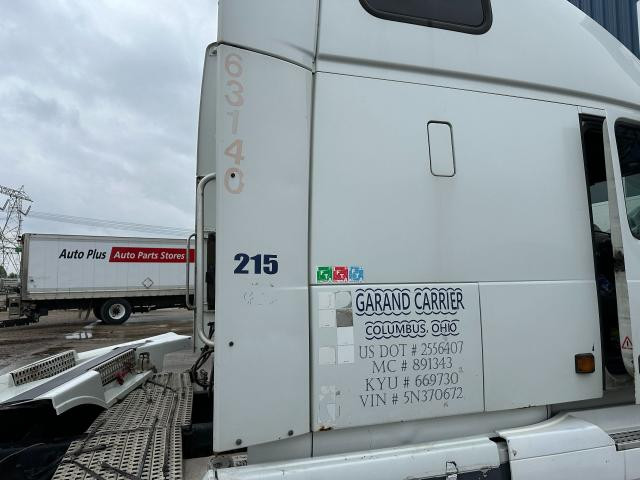 63140
215
Auto Plus Auto Parts Stores
GARAND CARRIER
COLUMBUS, OHIO
US DOT # 2556407
MC # 891343
KYU # 669730
VIN # 5N370672